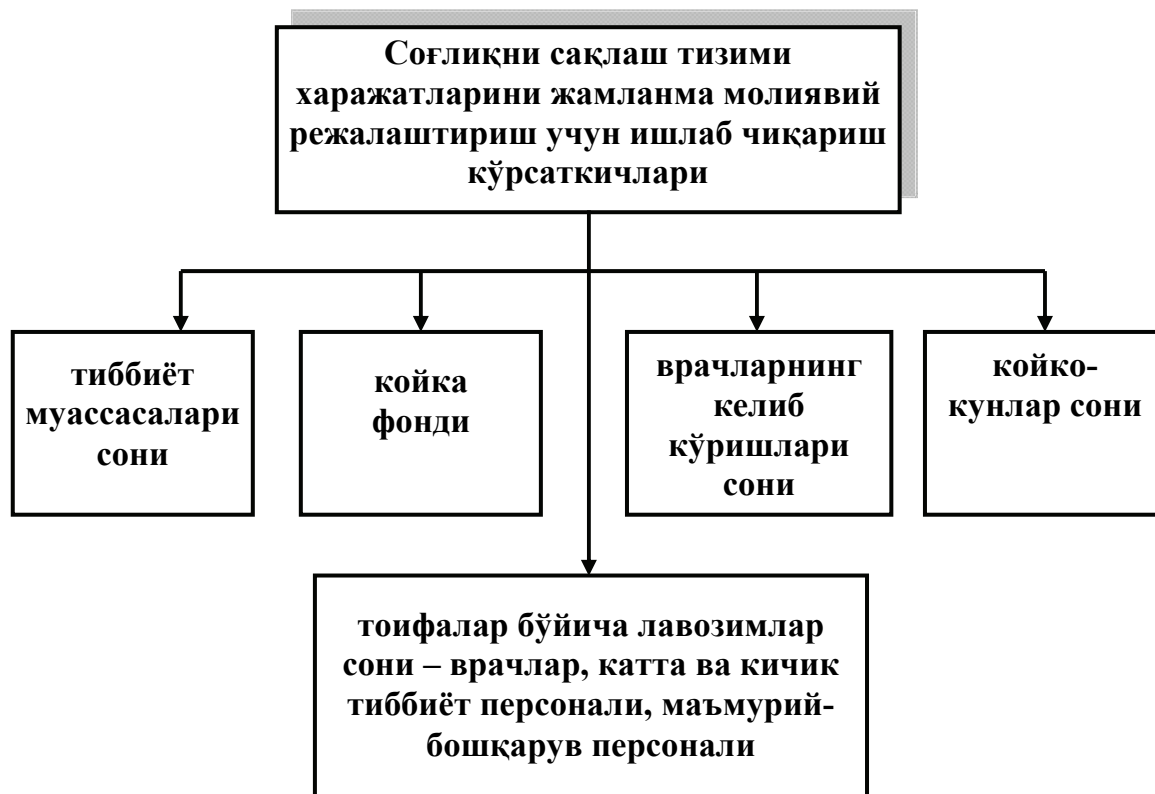 Соғлиқни сақлаш тизими
харажатларини жамланма молиявий
режалаштириш учун ишлаб чиқариш
кўрсаткичлари
тиббиёт
муассасалари
сони
койка
фонди
врачларнинг
келиб
кўришлари
сони
койко-
кунлар сони
тоифалар бўйича лавозимлар
сони – врачлар, катта ва кичик
тиббиёт персонали, маъмурий-
бошқарув персонали